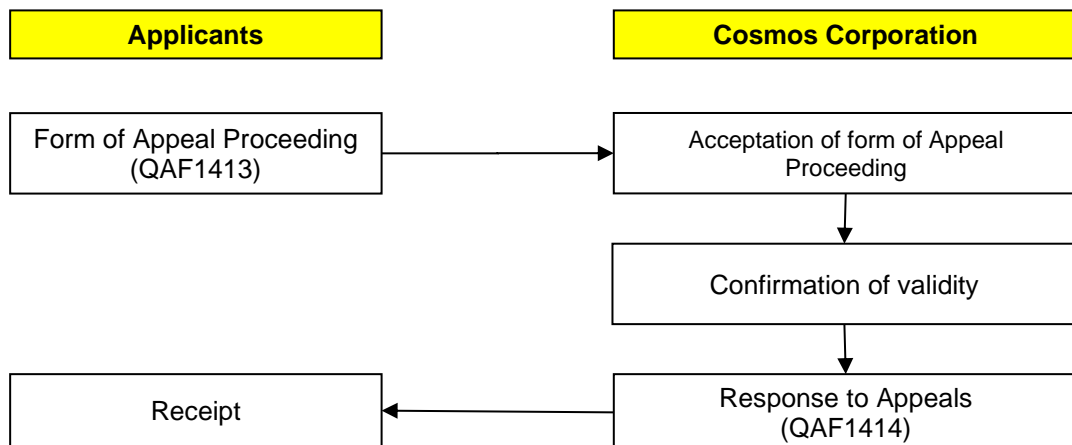 Applicants
Cosmos Corporation
Form of Appeal Proceeding
(QAF1413)
Acceptation of form of Appeal
Proceeding
Confirmation of validity
Receipt
Response to Appeals
(QAF1414)